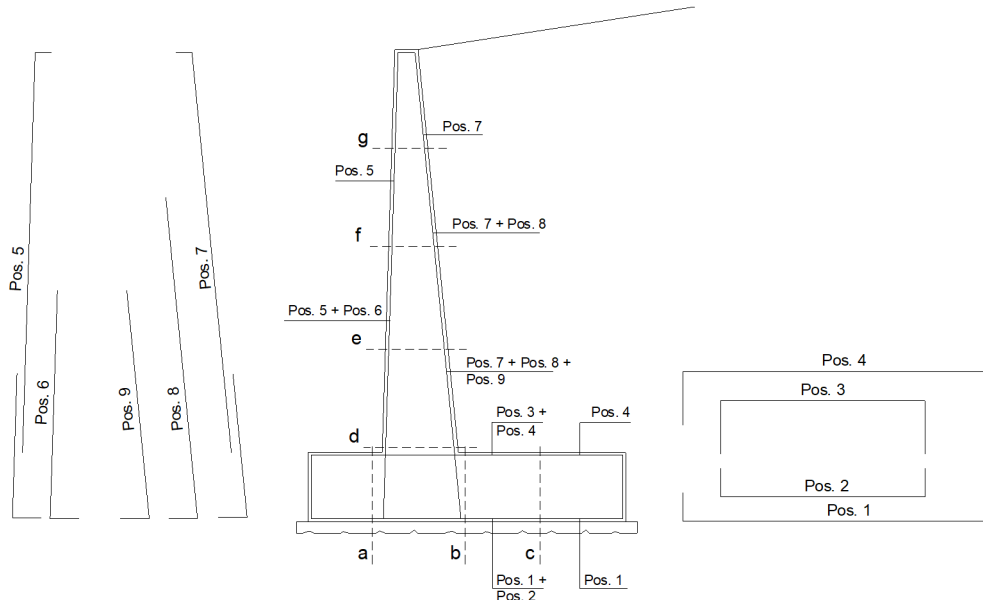 Pos. 7
g
Pos. 5
Pos. 7 + Pos. 8
f
Pos. 5
Pos. 7
Pos. 5 + Pos. 6
e
Pos. 7 + Pos. 8 +
Pos. 9
Pos. 4
Pos. 6
Pos. 9
Pos. 8
Pos. 3
Pos. 3 +
Pos. 4
Pos. 4
d
Pos. 2
Pos. 1
a
b
c
Pos. 1 +
Pos. 2
Pos. 1